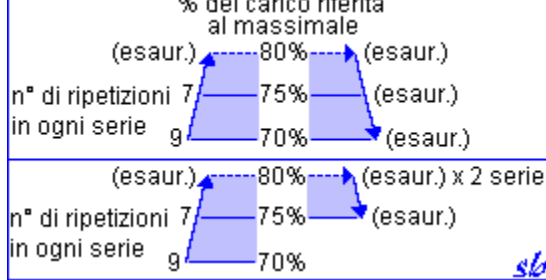 % del carico riferita
al massimale
(esaur.) 80% (esaur.)
n° di ripetizioni 7 75% (esaur.)
in ogni serie 9 70% (esaur.)
(esaur.) 80% (esaur.) x 2 serie
n° di ripetizioni 7 75% (esaur.)
in ogni serie 9 70%